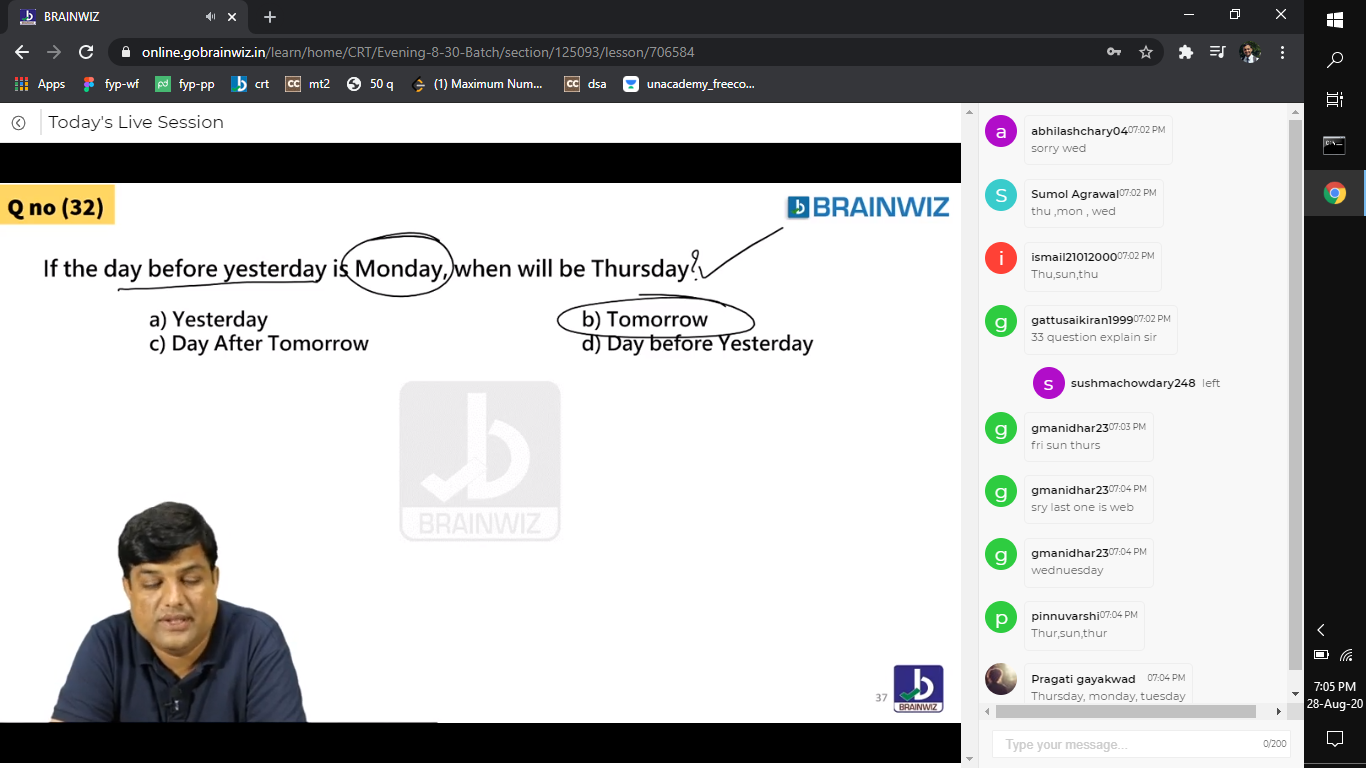 BRAINWIZ
online.gobrainwiz.in/learn/home/CRT/Evening-8-30-Batch/section/125093/lesson/706584
Apps fyp-wf fyp-pp crt mt2 50 q (1) Maximum Num... dsa unacademy_freeco...
Today's Live Session
Q no (32)
BRAINWIZ
If the day before yesterday is Monday, when will be Thursday?
a) Yesterday b) Tomorrow
c) Day After Tomorrow d) Day before Yesterday
BRAINWIZ
37
BRAINWIZ
a abhilashchary04 07:02 PM
sorry wed
S Sumol Agrawal 07:02 PM
thu ,mon , wed
i ismail21012000 07:02 PM
Thu,sun,thu
g gattusaikiran1999 07:02 PM
33 question explain sir
s sushmachowdary248 left
g gmanidhar23 07:03 PM
fri sun thurs
g gmanidhar23 07:04 PM
sry last one is web
g gmanidhar23 07:04 PM
wednuesday
p pinnuvarshi 07:04 PM
Thur,sun,thur
Pragati gayakwad 07:04 PM
Thursday, monday, tuesday
Type your message... 0/200
7:05 PM
28-Aug-20